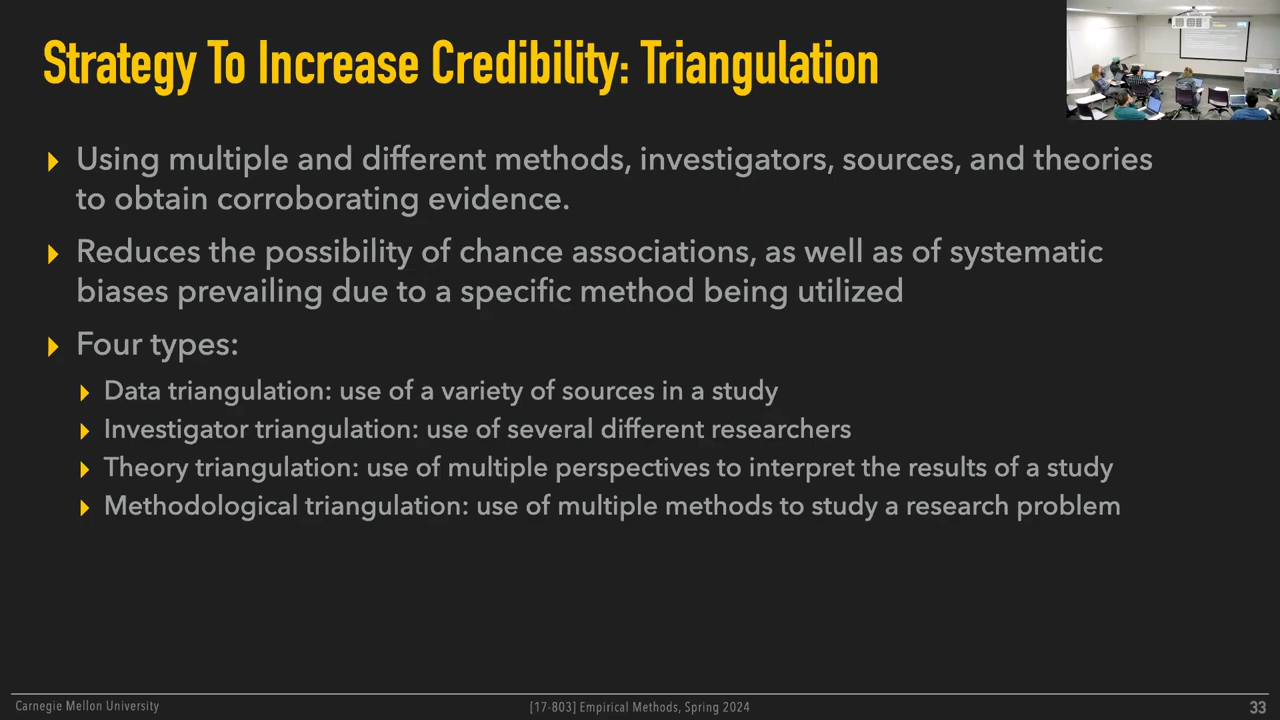 Strategy To Increase Credibility: Triangulation
Using multiple and different methods, investigators, sources, and theories
to obtain corroborating evidence.
Reduces the possibility of chance associations, as well as of systematic
biases prevailing due to a specific method being utilized
Four types:
Data triangulation: use of a variety of sources in a study
Investigator triangulation: use of several different researchers
Theory triangulation: use of multiple perspectives to interpret the results of a study
Methodological triangulation: use of multiple methods to study a research problem
Carnegie Mellon University
[17-803] Empirical Methods, Spring 2024
33